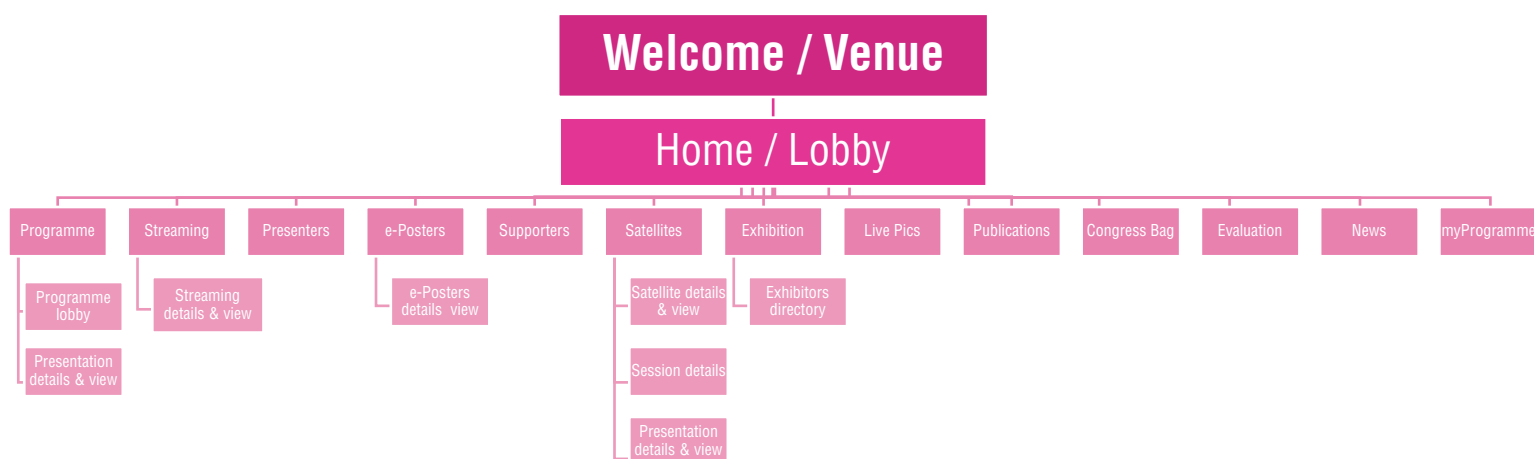 Welcome / Venue
Home / Lobby
Programme
Streaming
Presenters
e-Posters
Supporters
Satellites
Exhibition
Live Pics
Publications
Congress Bag
Evaluation
News
myProgramme
Programme
lobby
Presentation
details & view
Streaming
details & view
e-Posters
details view
Satellite details
& view
Session details
Presentation
details & view
Exhibitors
directory